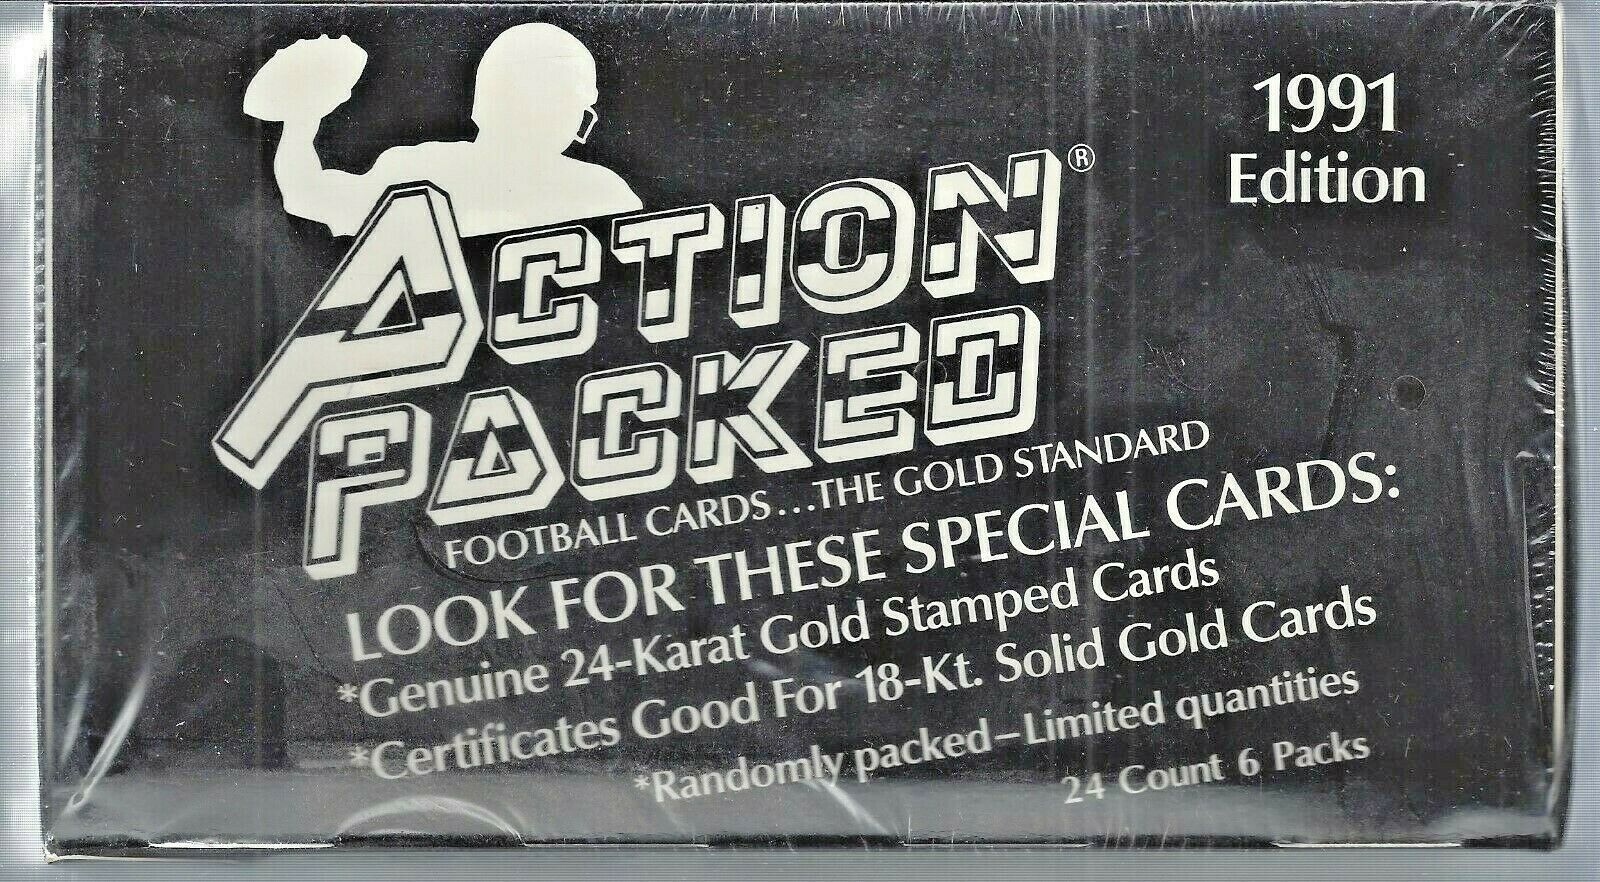 1991
Edition
ACTION®
PACKED
FOOTBALL CARDS...THE GOLD STANDARD
LOOK FOR THESE SPECIAL CARDS:
*Genuine 24-Karat Gold Stamped Cards
*Certificates Good For 18-Kt. Solid Gold Cards
*Randomly packed–Limited quantities
24 Count 6 Packs